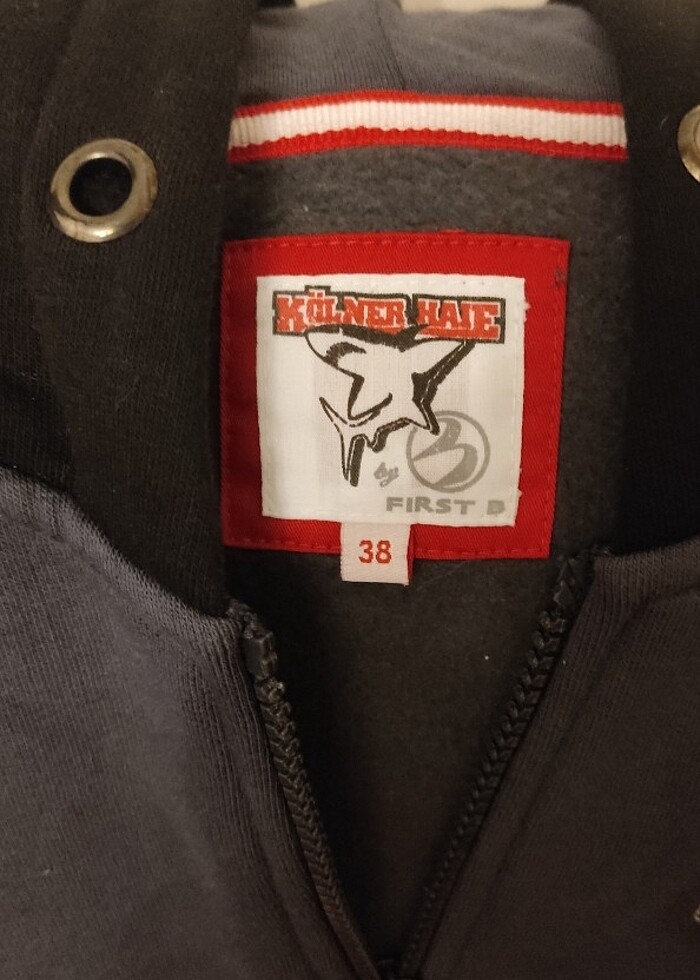 KÖLNER HAIE
by
FIRST B
38